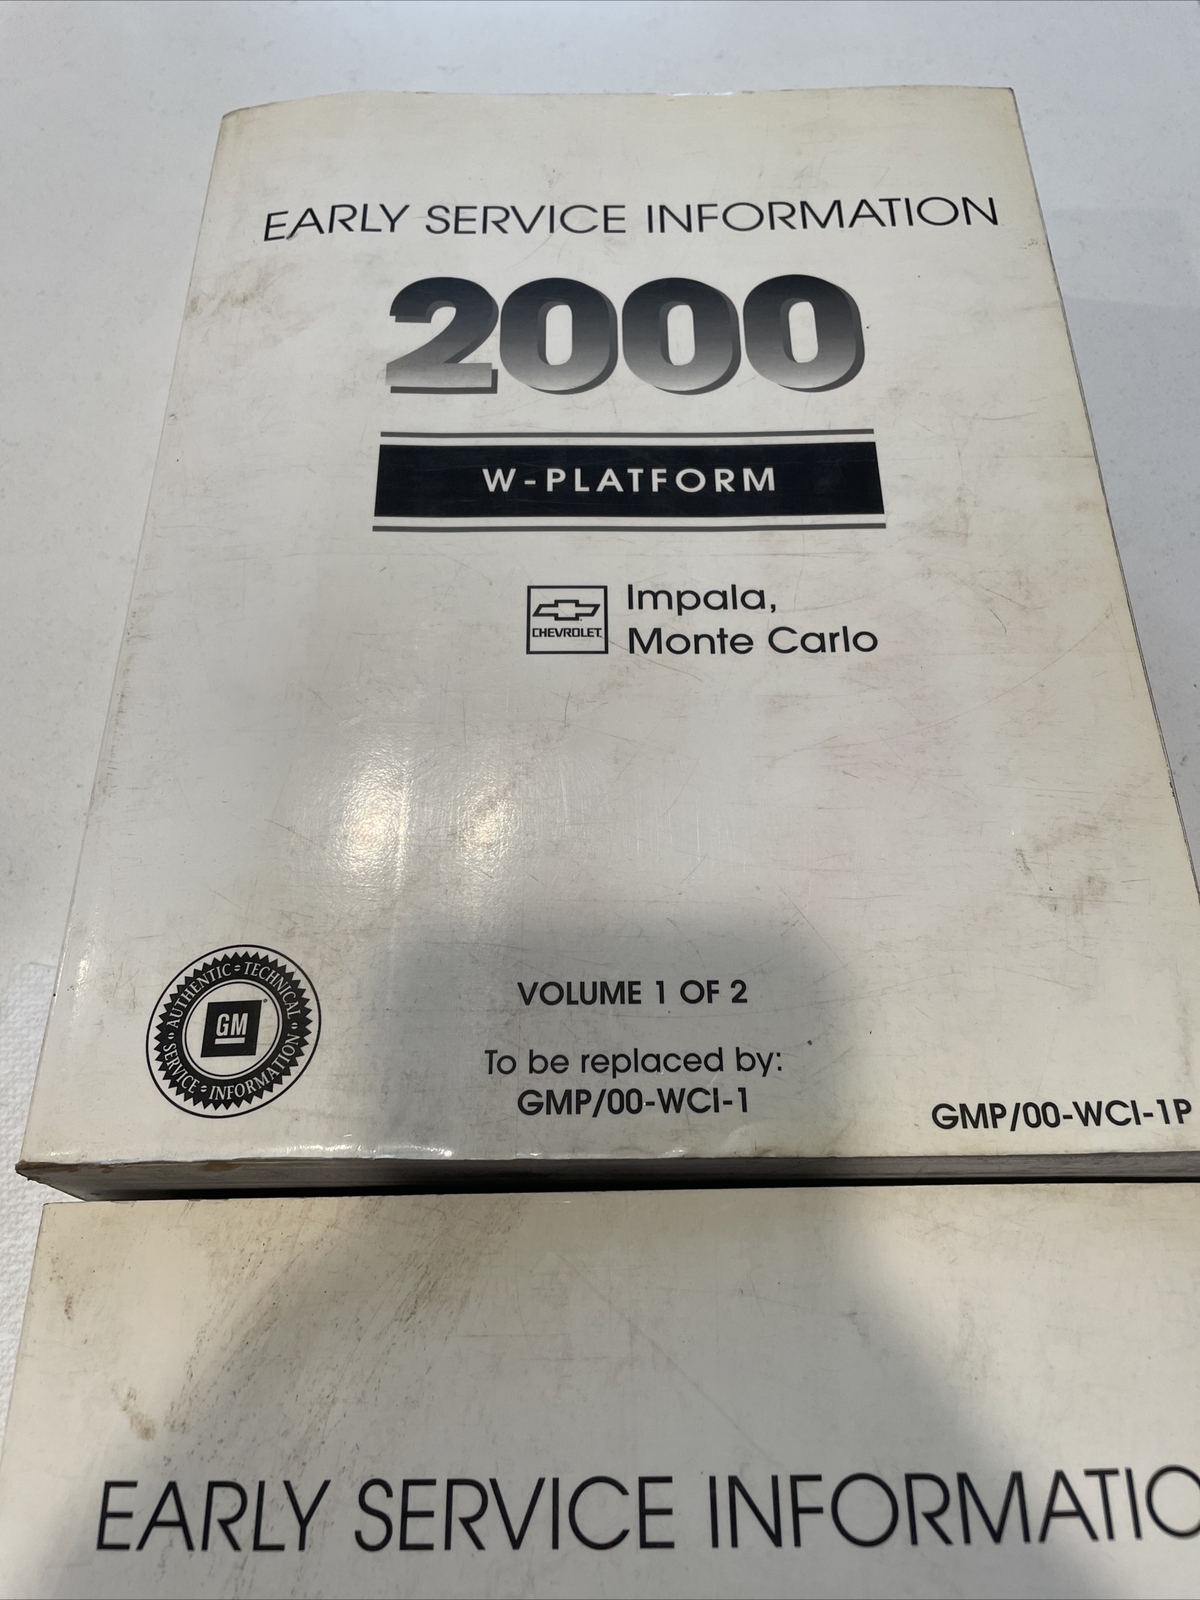 EARLY SERVICE INFORMATION
2000
W-PLATFORM
CHEVROLET
Impala,
Monte Carlo
AUTHENTIC TECHNICAL
GM
SERVICE INFORMATION
VOLUME 1 OF 2
To be replaced by:
GMP/00-WCI-1
GMP/00-WCI-1P
EARLY SERVICE INFORMATIO